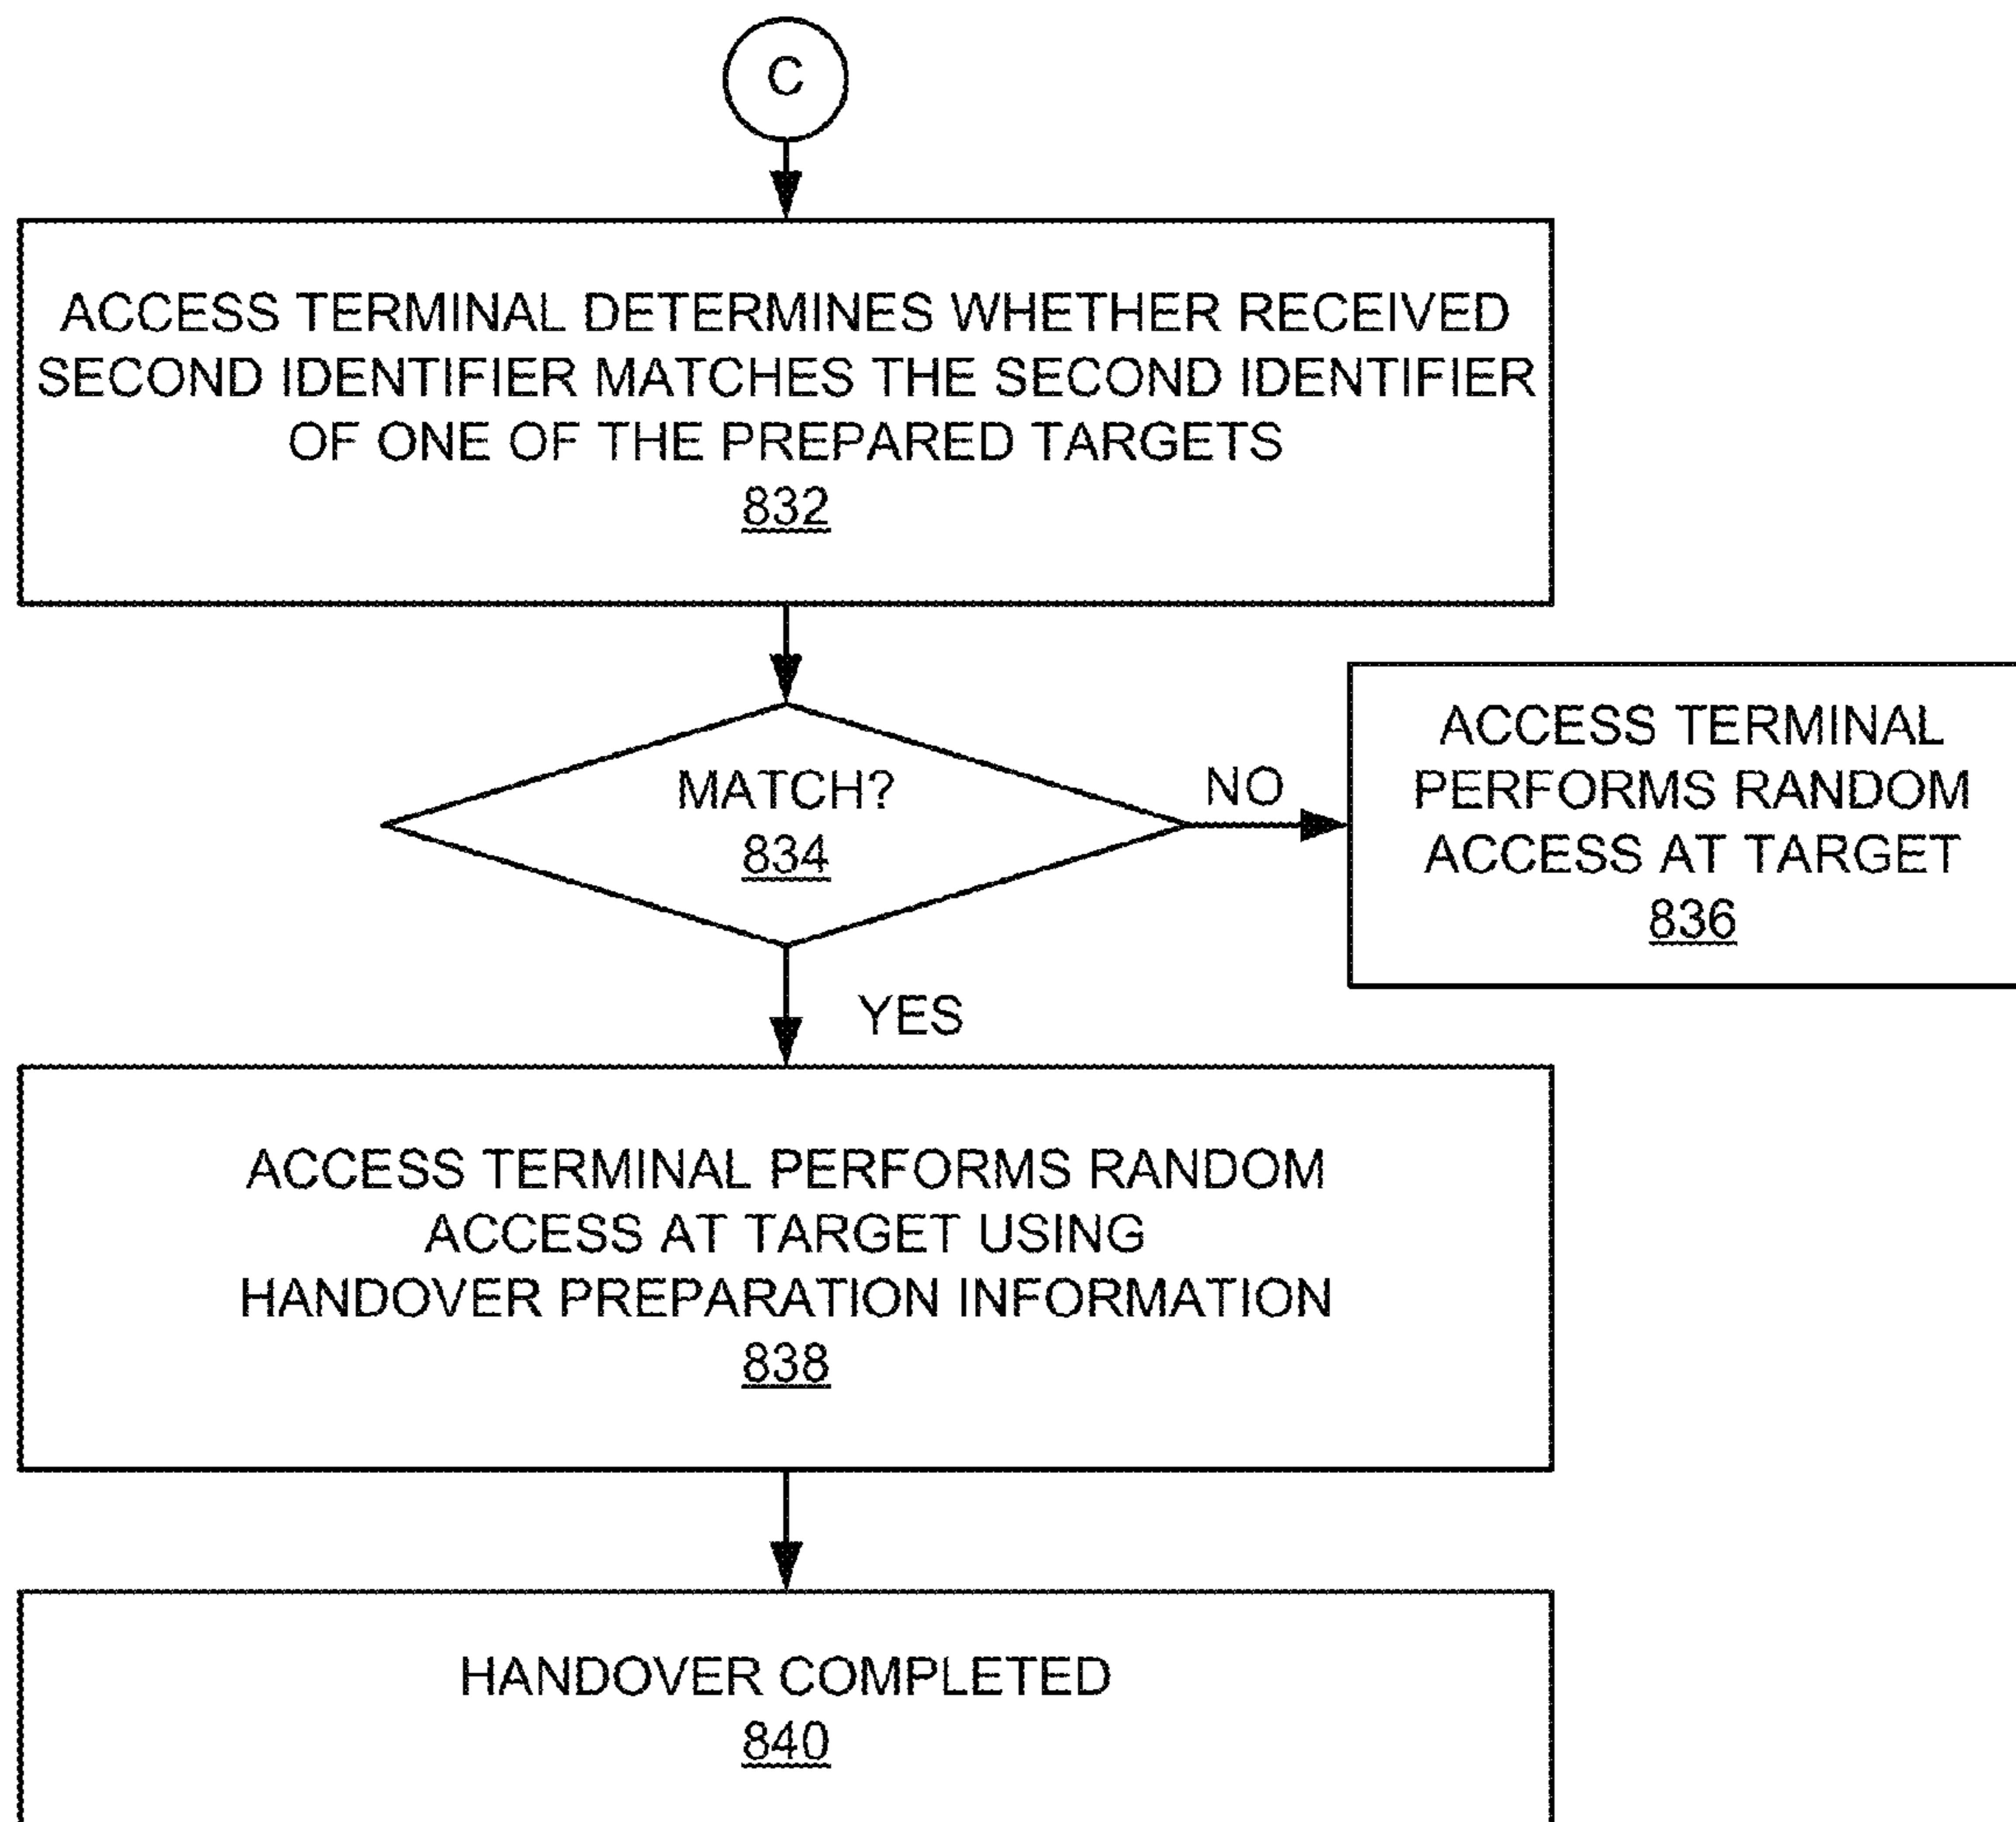 C
ACCESS TERMINAL DETERMINES WHETHER RECEIVED
SECOND IDENTIFIER MATCHES THE SECOND IDENTIFIER
OF ONE OF THE PREPARED TARGETS
832
MATCH?
834
NO
ACCESS TERMINAL
PERFORMS RANDOM
ACCESS AT TARGET
836
YES
ACCESS TERMINAL PERFORMS RANDOM
ACCESS AT TARGET USING
HANDOVER PREPARATION INFORMATION
838
HANDOVER COMPLETED
840